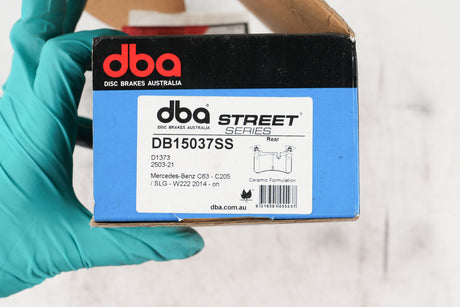 dba
DISC BRAKES AUSTRALIA
dba STREET
DISC BRAKES AUSTRALIA SERIES
DB15037SS
Rear
D1373
2503-21
Mercedes-Benz C63 - C205
/ SLG - W222 2014 - on
Ceramic Formulation
dba.com.au